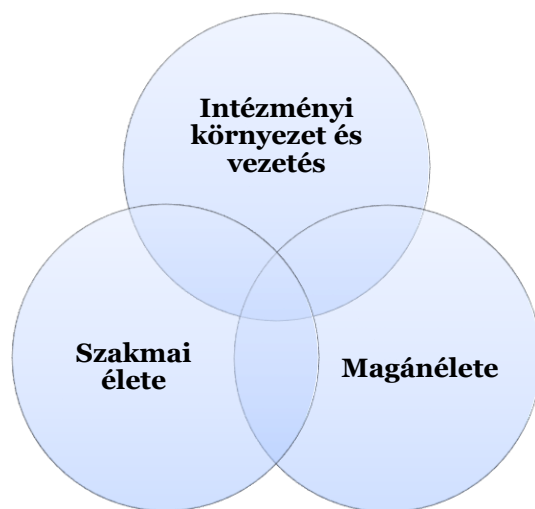 Intézményi
környezet és
vezetés
Szakmai
élete
Magánélete